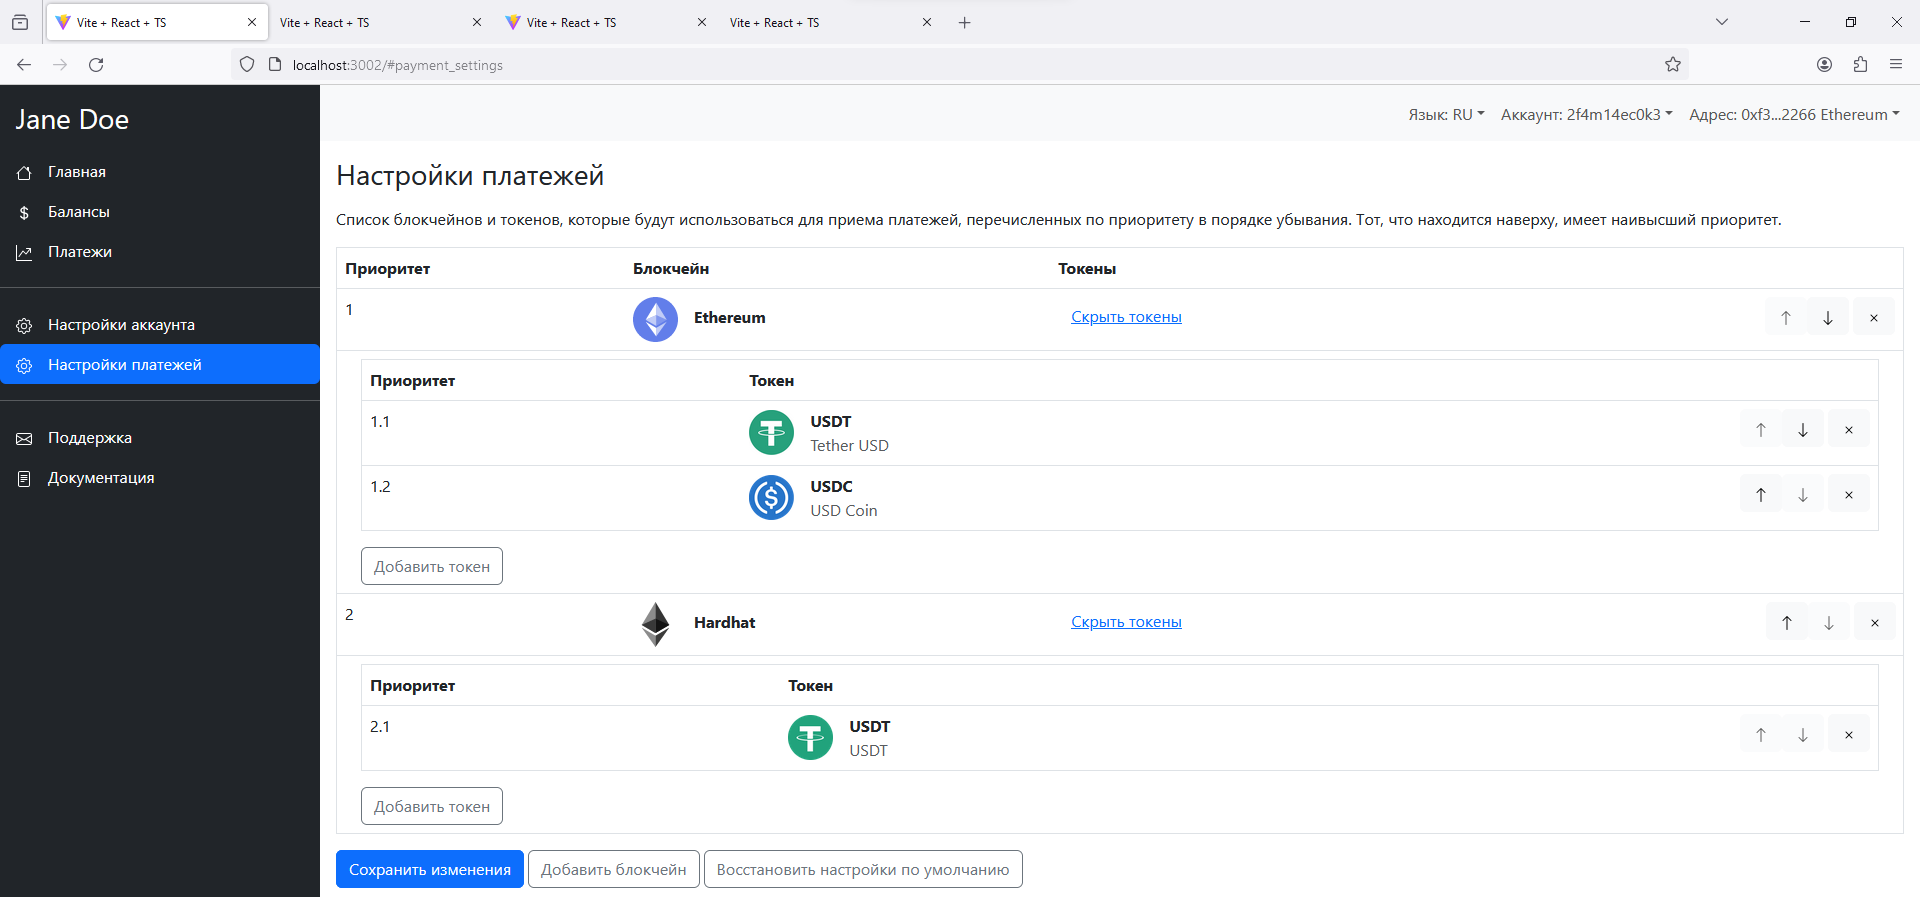 Vite + React + TS
Vite + React + TS
Vite + React + TS
Vite + React + TS
localhost:3002/#payment_settings
Jane Doe
Главная
Балансы
Платежи
Настройки аккаунта
Настройки платежей
Поддержка
Документация
Язык: RU
Аккаунт: 2f4m14ec0k3
Адрес: 0xf3...2266 Ethereum
Настройки платежей
Список блокчейнов и токенов, которые будут использоваться для приема платежей, перечисленных по приоритету в порядке убывания. Тот, что находится наверху, имеет наивысший приоритет.
Приоритет Блокчейн Токены
1 Ethereum Скрыть токены
Приоритет Токен
1.1 USDT
Tether USD
1.2 USDC
USD Coin
Добавить токен
2 Hardhat Скрыть токены
Приоритет Токен
2.1 USDT
USDT
Добавить токен
Сохранить изменения
Добавить блокчейн
Восстановить настройки по умолчанию